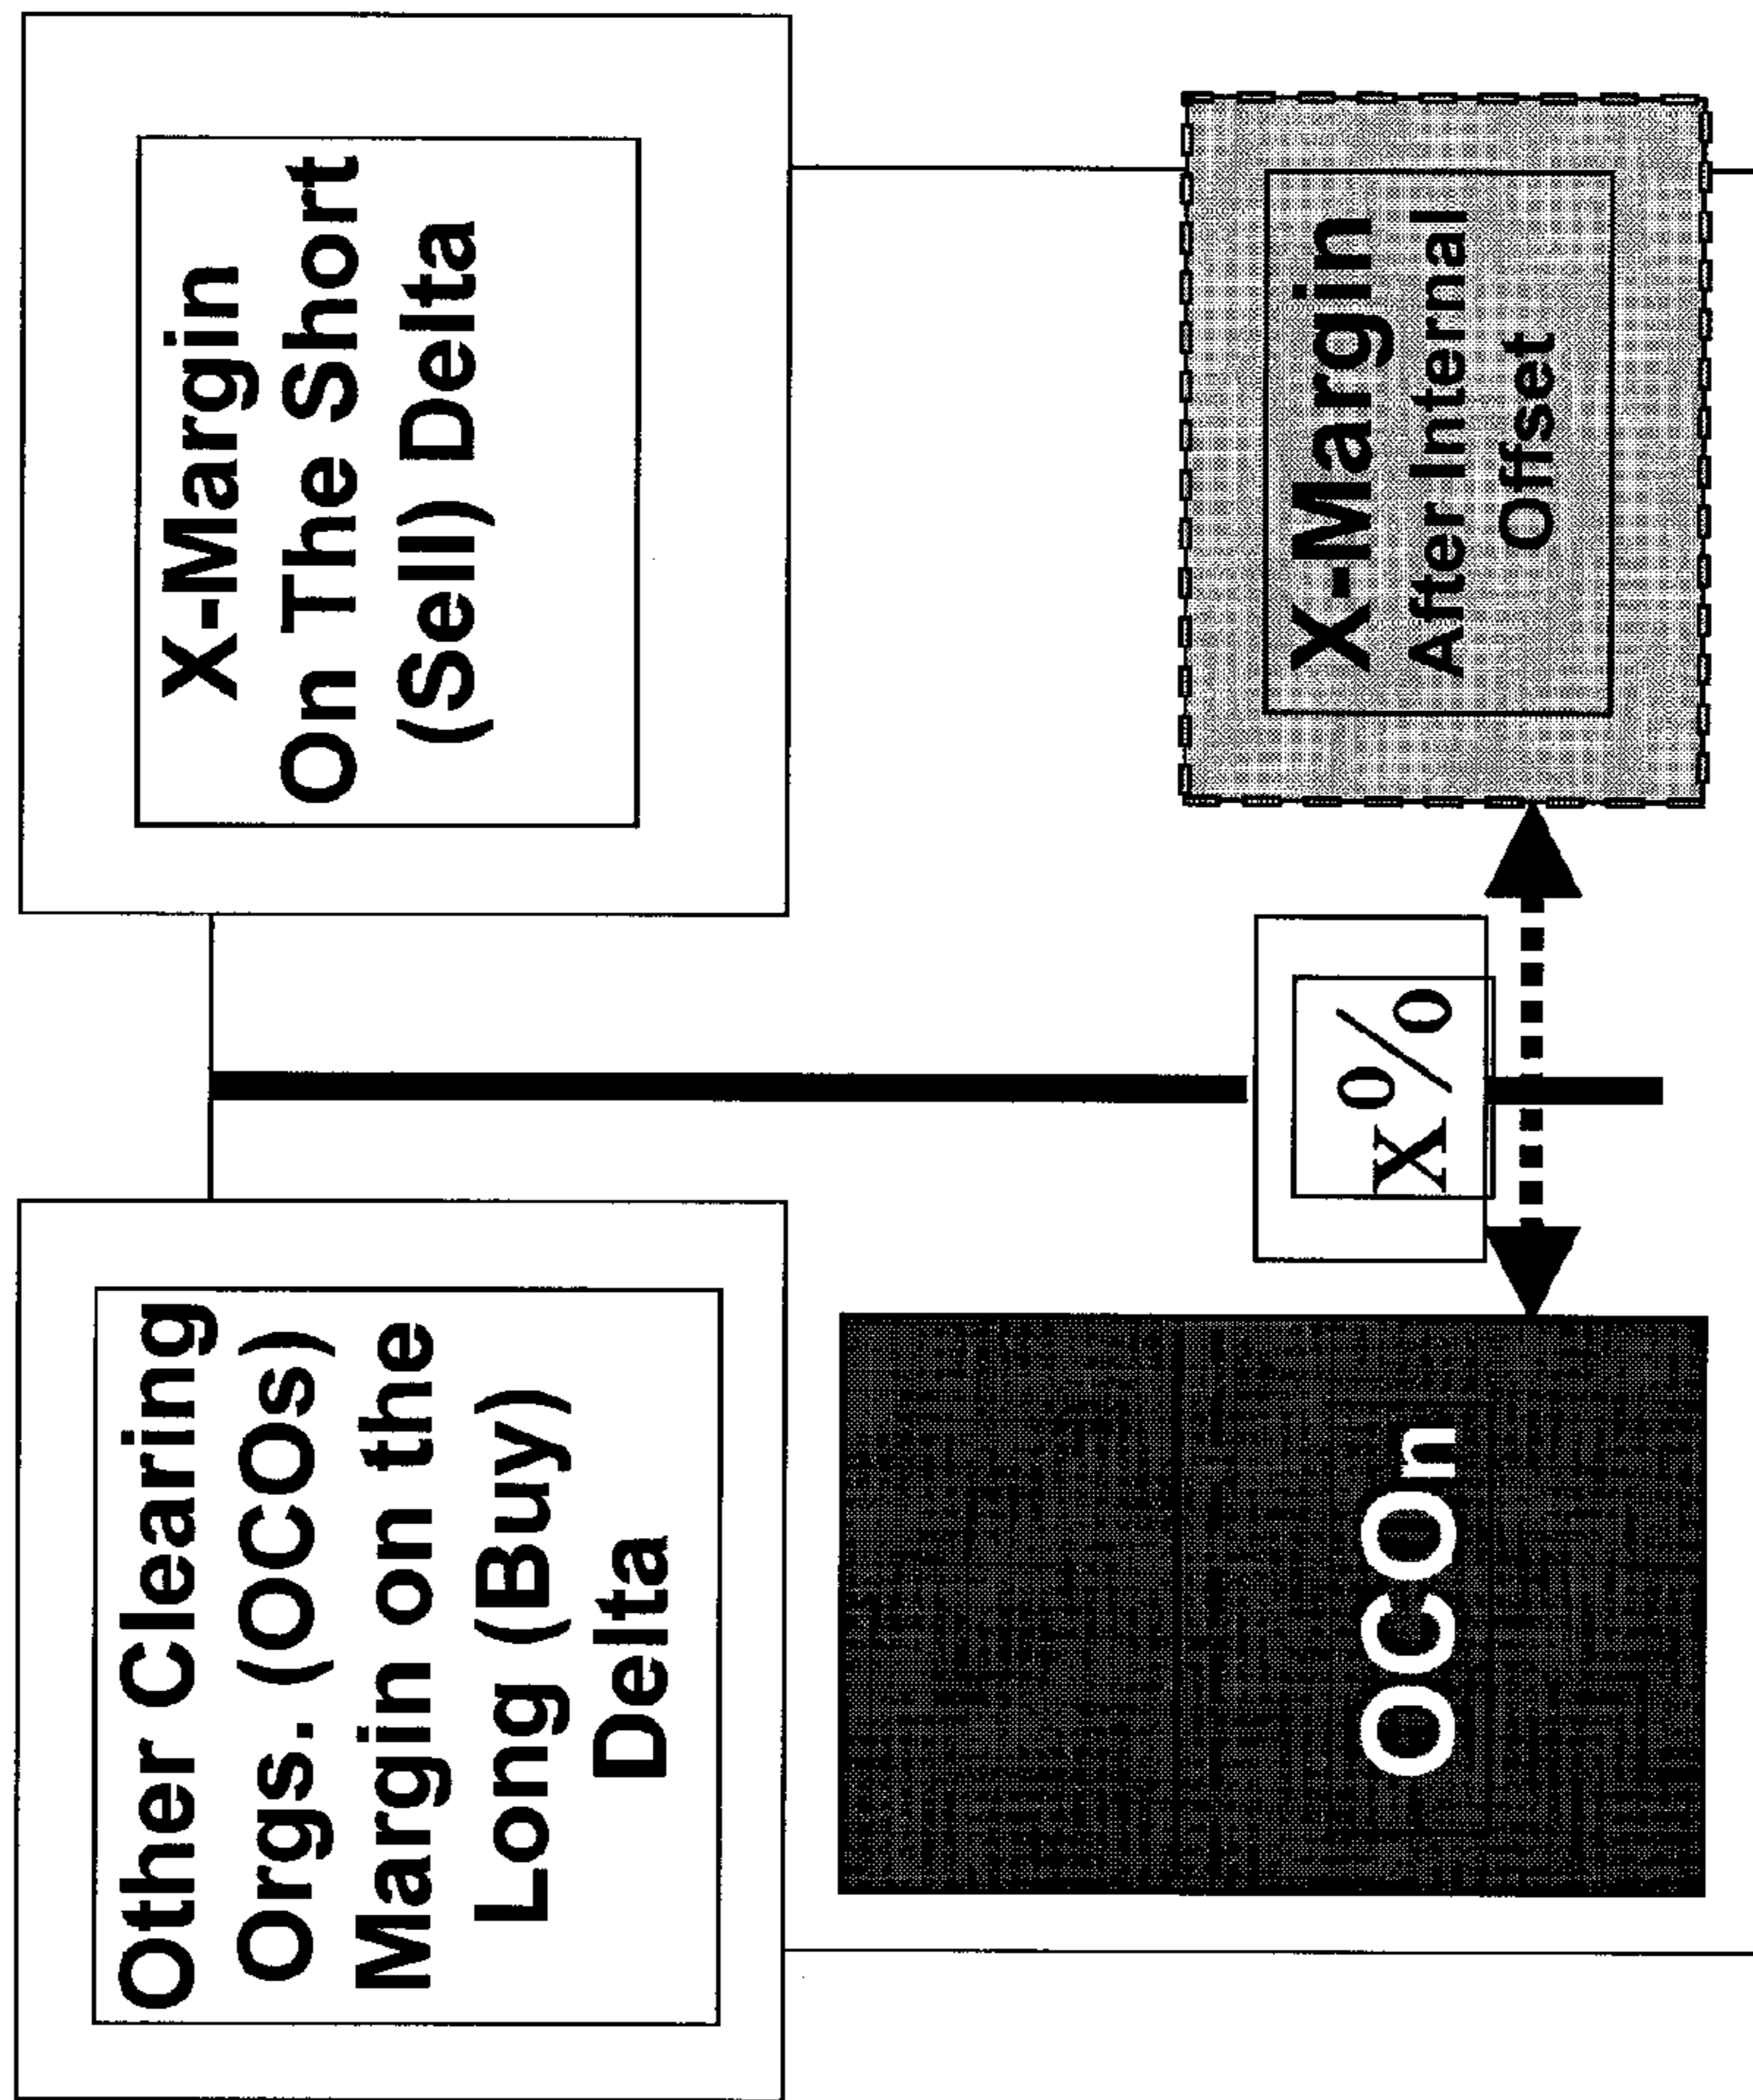 Other Clearing
Orgs. (OCOs)
Margin on the
Long (Buy)
Delta
X-Margin
On The Short
(Sell) Delta
OCOn
x%
X-Margin
After Internal
Offset